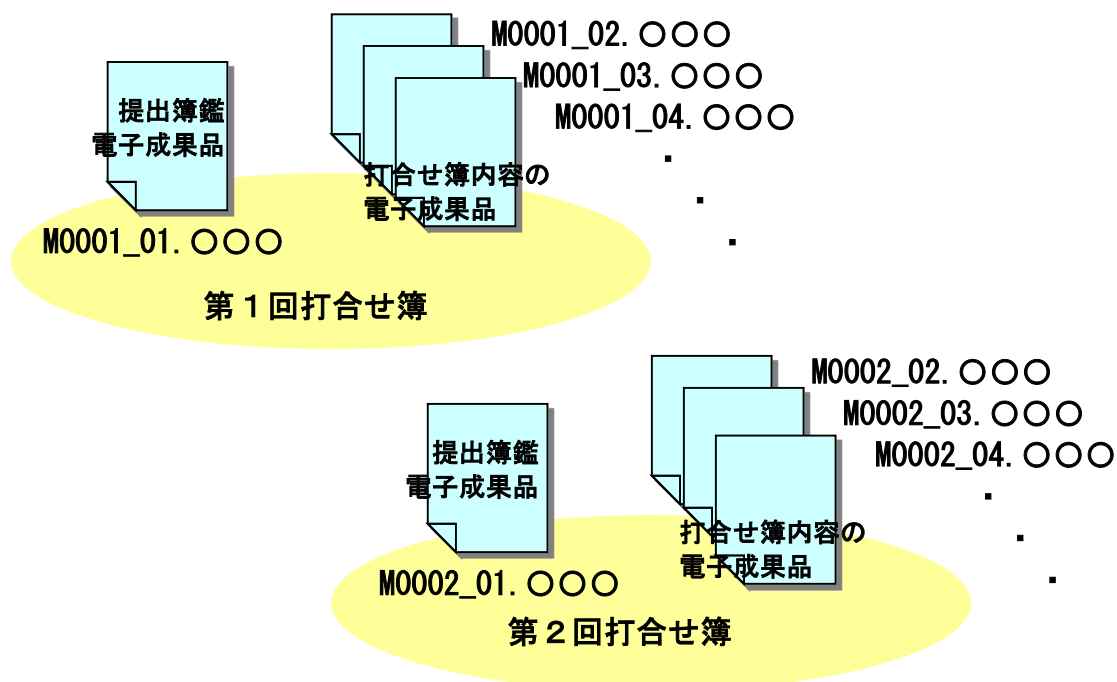 M0001_02.○○○
M0001_03.○○○
M0001_04.○○○
提出簿鑑
電子成果品
打合せ簿内容の
電子成果品
M0001_01.○○○
第1回打合せ簿
M0002_02.○○○
M0002_03.○○○
M0002_04.○○○
提出簿鑑
電子成果品
打合せ簿内容の
電子成果品
M0002_01.○○○
第2回打合せ簿